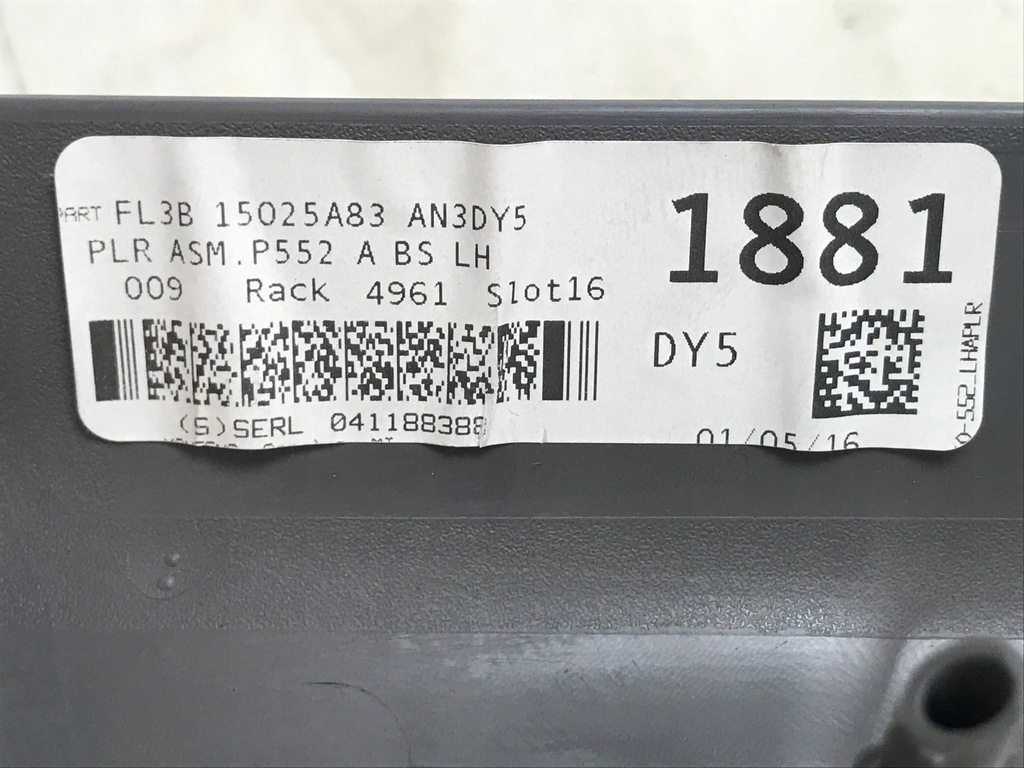 PART FL3B 15025A83 AN3DY5
PLR ASM.P552 A BS LH
009 Rack 4961 Slot16
1881
DY5
(S)SERL 041188388
01/05/16
552_LHAPLR